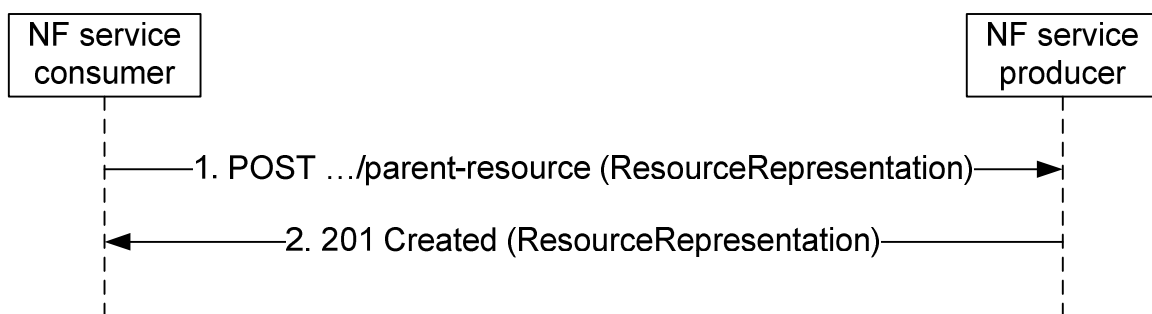 NF service
consumer
NF service
producer
1. POST …/parent-resource (ResourceRepresentation)
2. 201 Created (ResourceRepresentation)